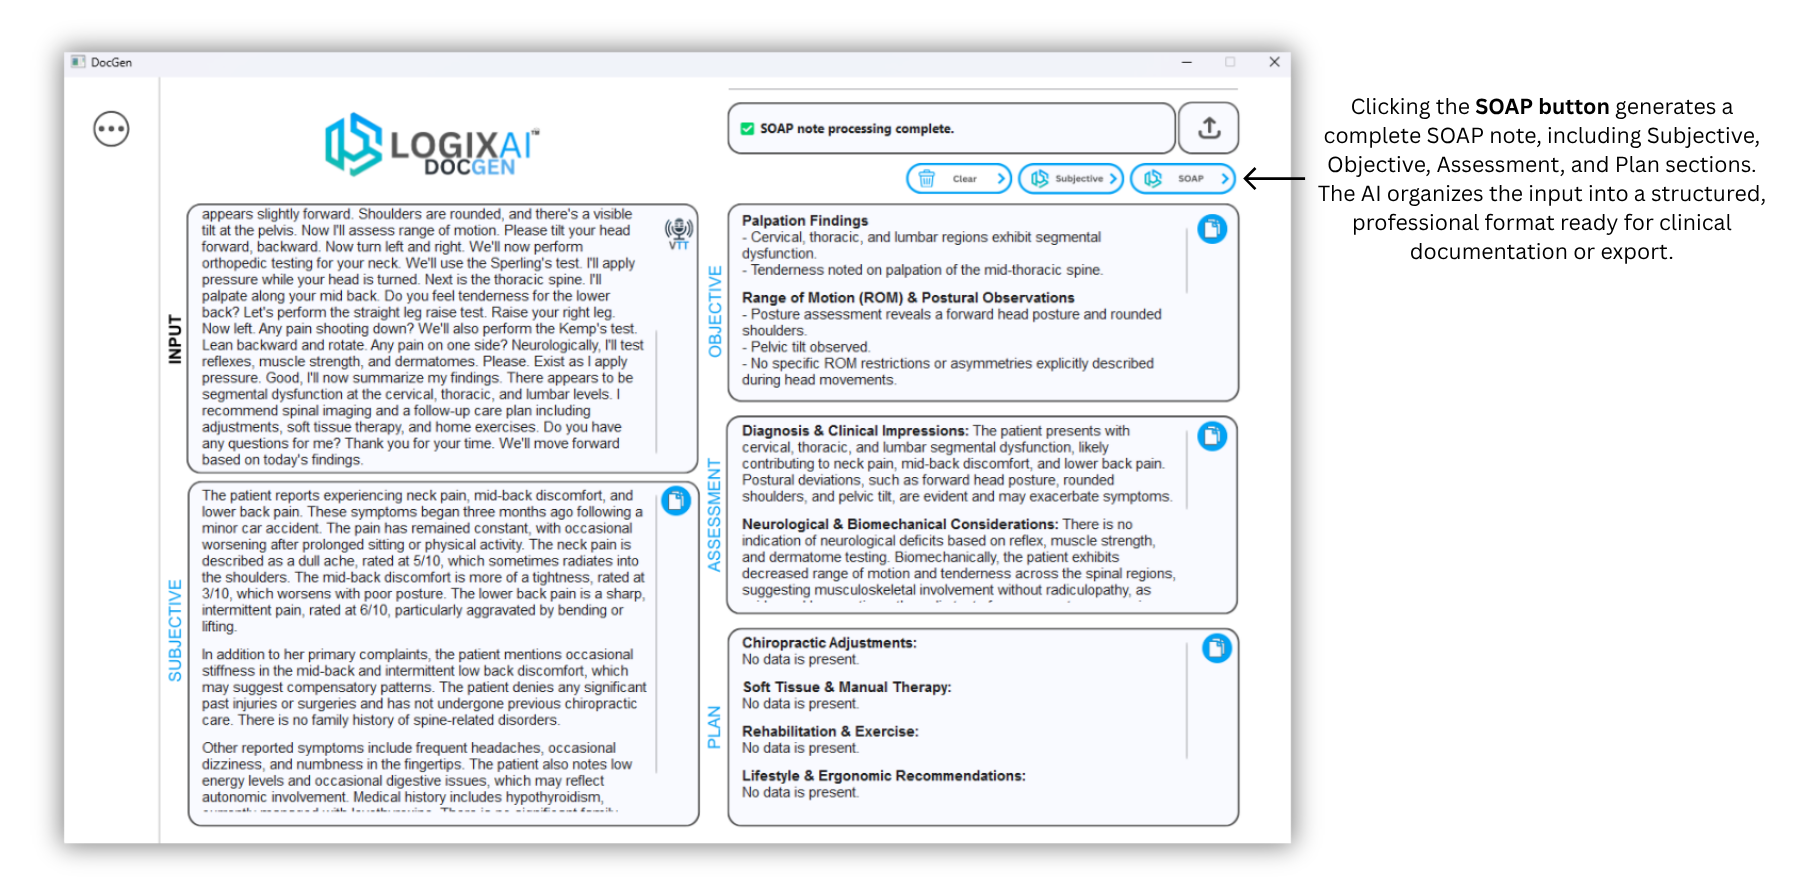 DocGen
LOGIXAI™
DOCGEN
SOAP note processing complete.
Clear
Subjective
SOAP
Clicking the SOAP button generates a
complete SOAP note, including Subjective,
Objective, Assessment, and Plan sections.
The AI organizes the input into a structured,
professional format ready for clinical
documentation or export.
INPUT
VTT
appears slightly forward. Shoulders are rounded, and there's a visible
tilt at the pelvis. Now I'll assess range of motion. Please tilt your head
forward, backward. Now turn left and right. We'll now perform
orthopedic testing for your neck. We'll use the Sperling's test. I'll apply
pressure while your head is turned. Next is the thoracic spine. I'll
palpate along your mid back. Do you feel tenderness for the lower
back? Let's perform the straight leg raise test. Raise your right leg.
Now left. Any pain shooting down? We'll also perform the Kemp's test.
Lean backward and rotate. Any pain on one side? Neurologically, I'll test
reflexes, muscle strength, and dermatomes. Please. Exist as I apply
pressure. Good, I'll now summarize my findings. There appears to be
segmental dysfunction at the cervical, thoracic, and lumbar levels. I
recommend spinal imaging and a follow-up care plan including
adjustments, soft tissue therapy, and home exercises. Do you have
any questions for me? Thank you for your time. We'll move forward
based on today's findings.
SUBJECTIVE
The patient reports experiencing neck pain, mid-back discomfort, and
lower back pain. These symptoms began three months ago following a
minor car accident. The pain has remained constant, with occasional
worsening after prolonged sitting or physical activity. The neck pain is
described as a dull ache, rated at 5/10, which sometimes radiates into
the shoulders. The mid-back discomfort is more of a tightness, rated at
3/10, which worsens with poor posture. The lower back pain is a sharp,
intermittent pain, rated at 6/10, particularly aggravated by bending or
lifting.
In addition to her primary complaints, the patient mentions occasional
stiffness in the mid-back and intermittent low back discomfort, which
may suggest compensatory patterns. The patient denies any significant
past injuries or surgeries and has not undergone previous chiropractic
care. There is no family history of spine-related disorders.
Other reported symptoms include frequent headaches, occasional
dizziness, and numbness in the fingertips. The patient also notes low
energy levels and occasional digestive issues, which may reflect
autonomic involvement. Medical history includes hypothyroidism,
OBJECTIVE
Palpation Findings
- Cervical, thoracic, and lumbar regions exhibit segmental
dysfunction.
- Tenderness noted on palpation of the mid-thoracic spine.
Range of Motion (ROM) & Postural Observations
- Posture assessment reveals a forward head posture and rounded
shoulders.
- Pelvic tilt observed.
- No specific ROM restrictions or asymmetries explicitly described
during head movements.
ASSESSMENT
Diagnosis & Clinical Impressions: The patient presents with
cervical, thoracic, and lumbar segmental dysfunction, likely
contributing to neck pain, mid-back discomfort, and lower back pain.
Postural deviations, such as forward head posture, rounded
shoulders, and pelvic tilt, are evident and may exacerbate symptoms.
Neurological & Biomechanical Considerations: There is no
indication of neurological deficits based on reflex, muscle strength,
and dermatome testing. Biomechanically, the patient exhibits
decreased range of motion and tenderness across the spinal regions,
suggesting musculoskeletal involvement without radiculopathy, as
PLAN
Chiropractic Adjustments:
No data is present.
Soft Tissue & Manual Therapy:
No data is present.
Rehabilitation & Exercise:
No data is present.
Lifestyle & Ergonomic Recommendations:
No data is present.